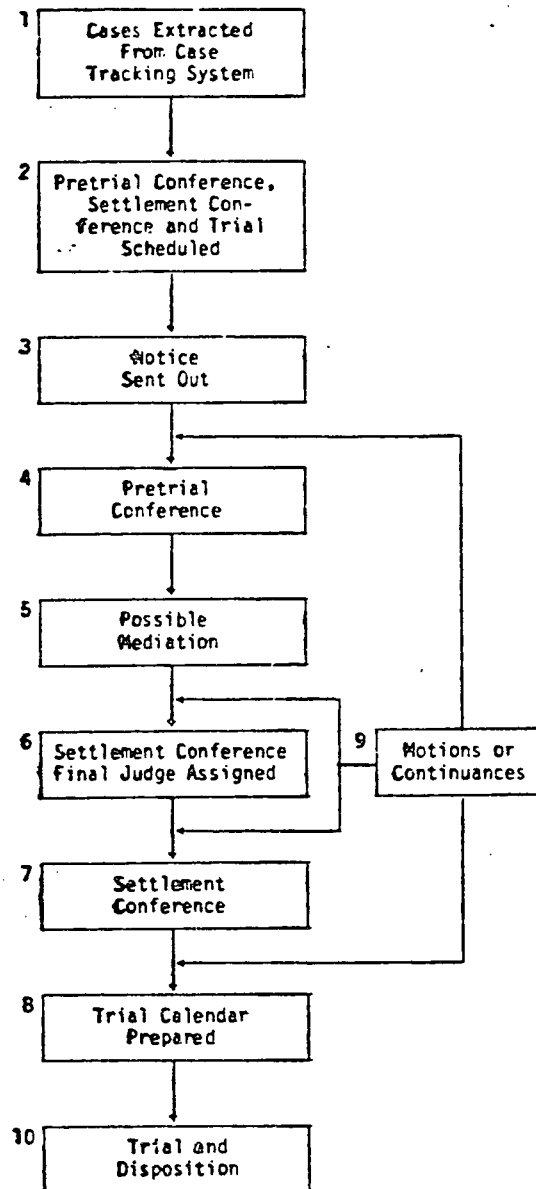 1
Cases Extracted
From Case
Tracking System
2
Pretrial Conference,
Settlement Con-
ference and Trial
Scheduled
3
Notice
Sent Out
4
Pretrial
Conference
5
Possible
Mediation
6
Settlement Conference
Final Judge Assigned
9
Motions or
Continuances
7
Settlement
Conference
8
Trial Calendar
Prepared
10
Trial and
Disposition